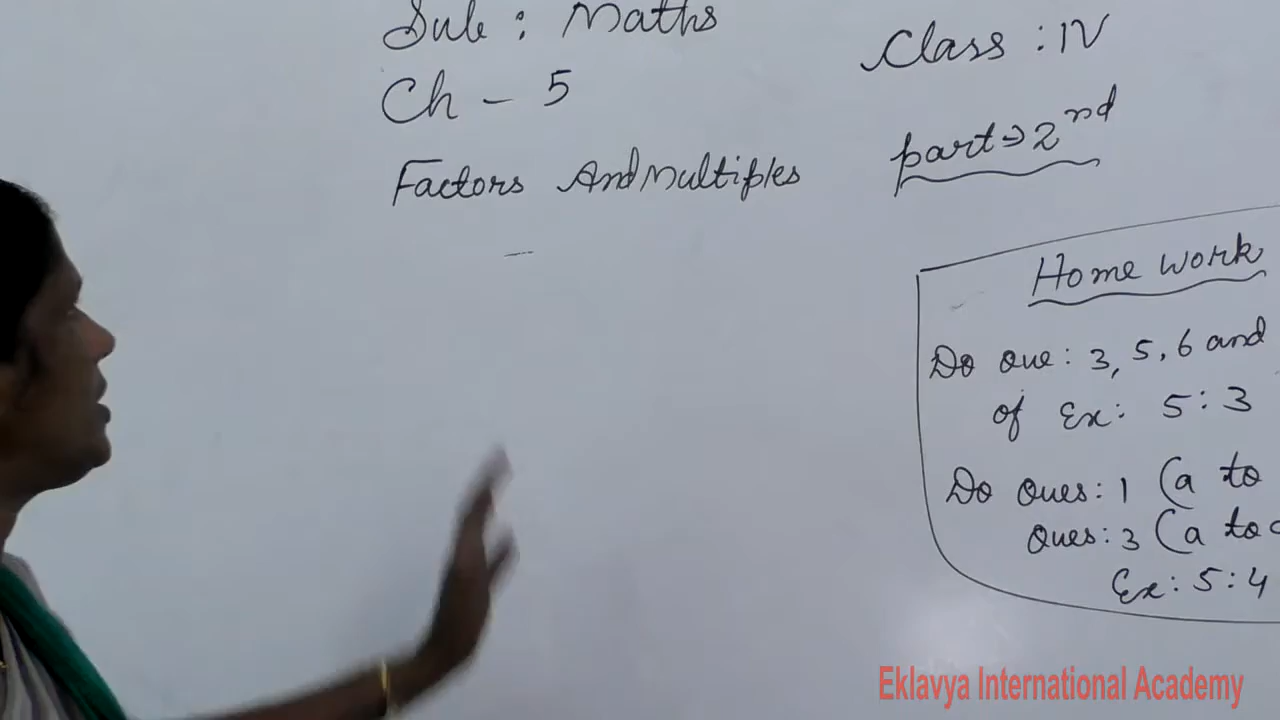 Sub : Maths
Class : IV
Ch - 5
part ⇒ 2nd
Factors And Multiples
Home Work
Do Que : 3, 5, 6 and
of Ex : 5 : 3
Do Ques : 1 (a to
Ques : 3 (a to
Ex : 5 : 4
Eklavya International Academy